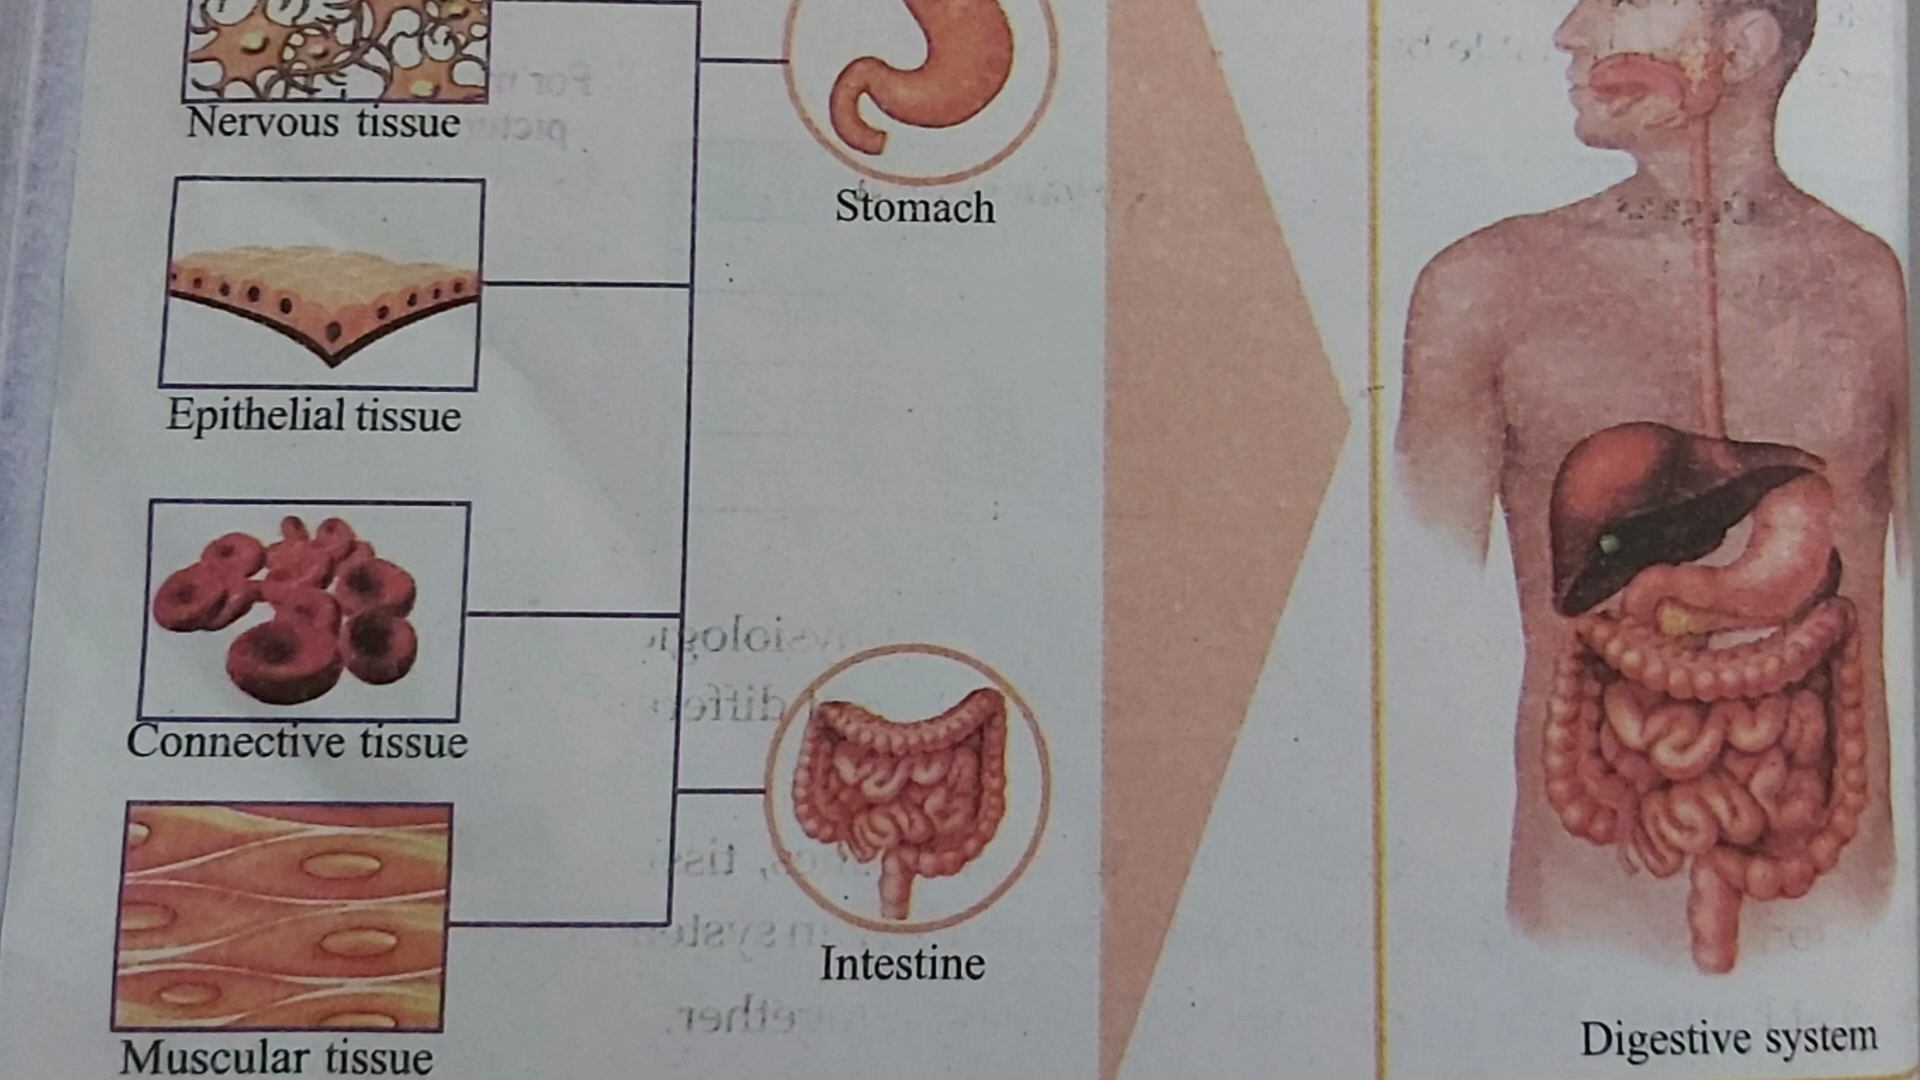 Nervous tissue
Epithelial tissue
Connective tissue
Muscular tissue
Stomach
Intestine
Digestive system